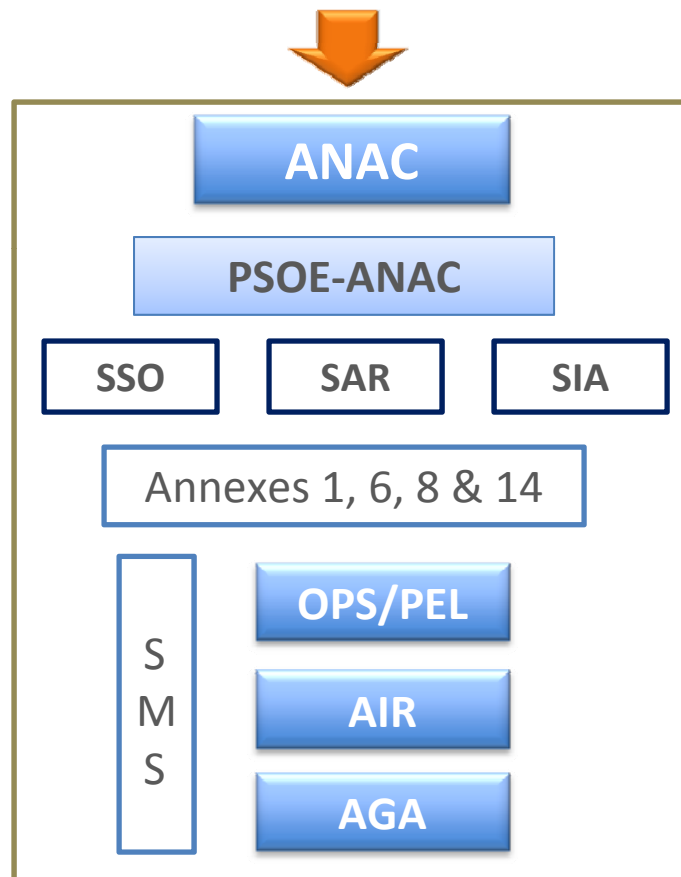 ANAC
PSOE-ANAC
SSO SAR SIA
Annexes 1, 6, 8 & 14
S
M
S
OPS/PEL
AIR
AGA